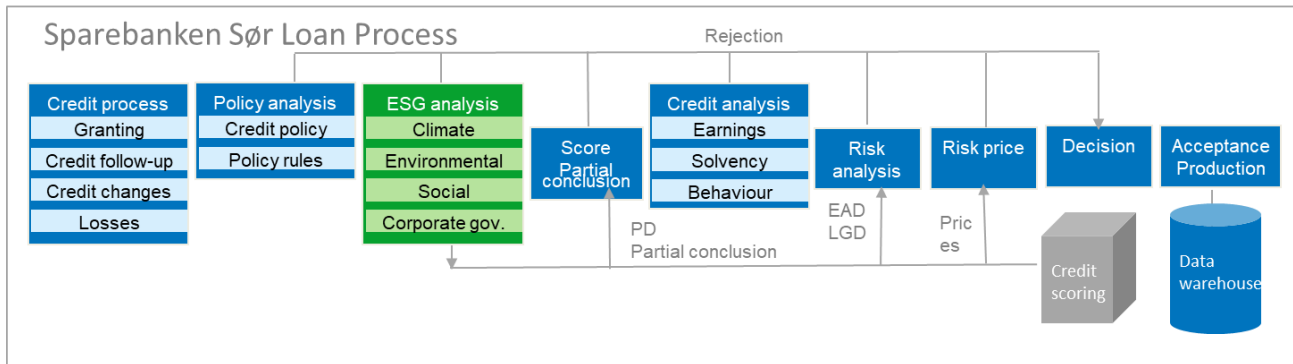 Sparebanken Sør Loan Process
Rejection
Credit process
Granting
Credit follow-up
Credit changes
Losses
Policy analysis
Credit policy
Policy rules
ESG analysis
Climate
Environmental
Social
Corporate gov.
Score
Partial
conclusion
Credit analysis
Earnings
Solvency
Behaviour
Risk
analysis
Risk price
Decision
Acceptance
Production
PD
Partial conclusion
EAD
LGD
Pric
es
Credit
scoring
Data
warehouse